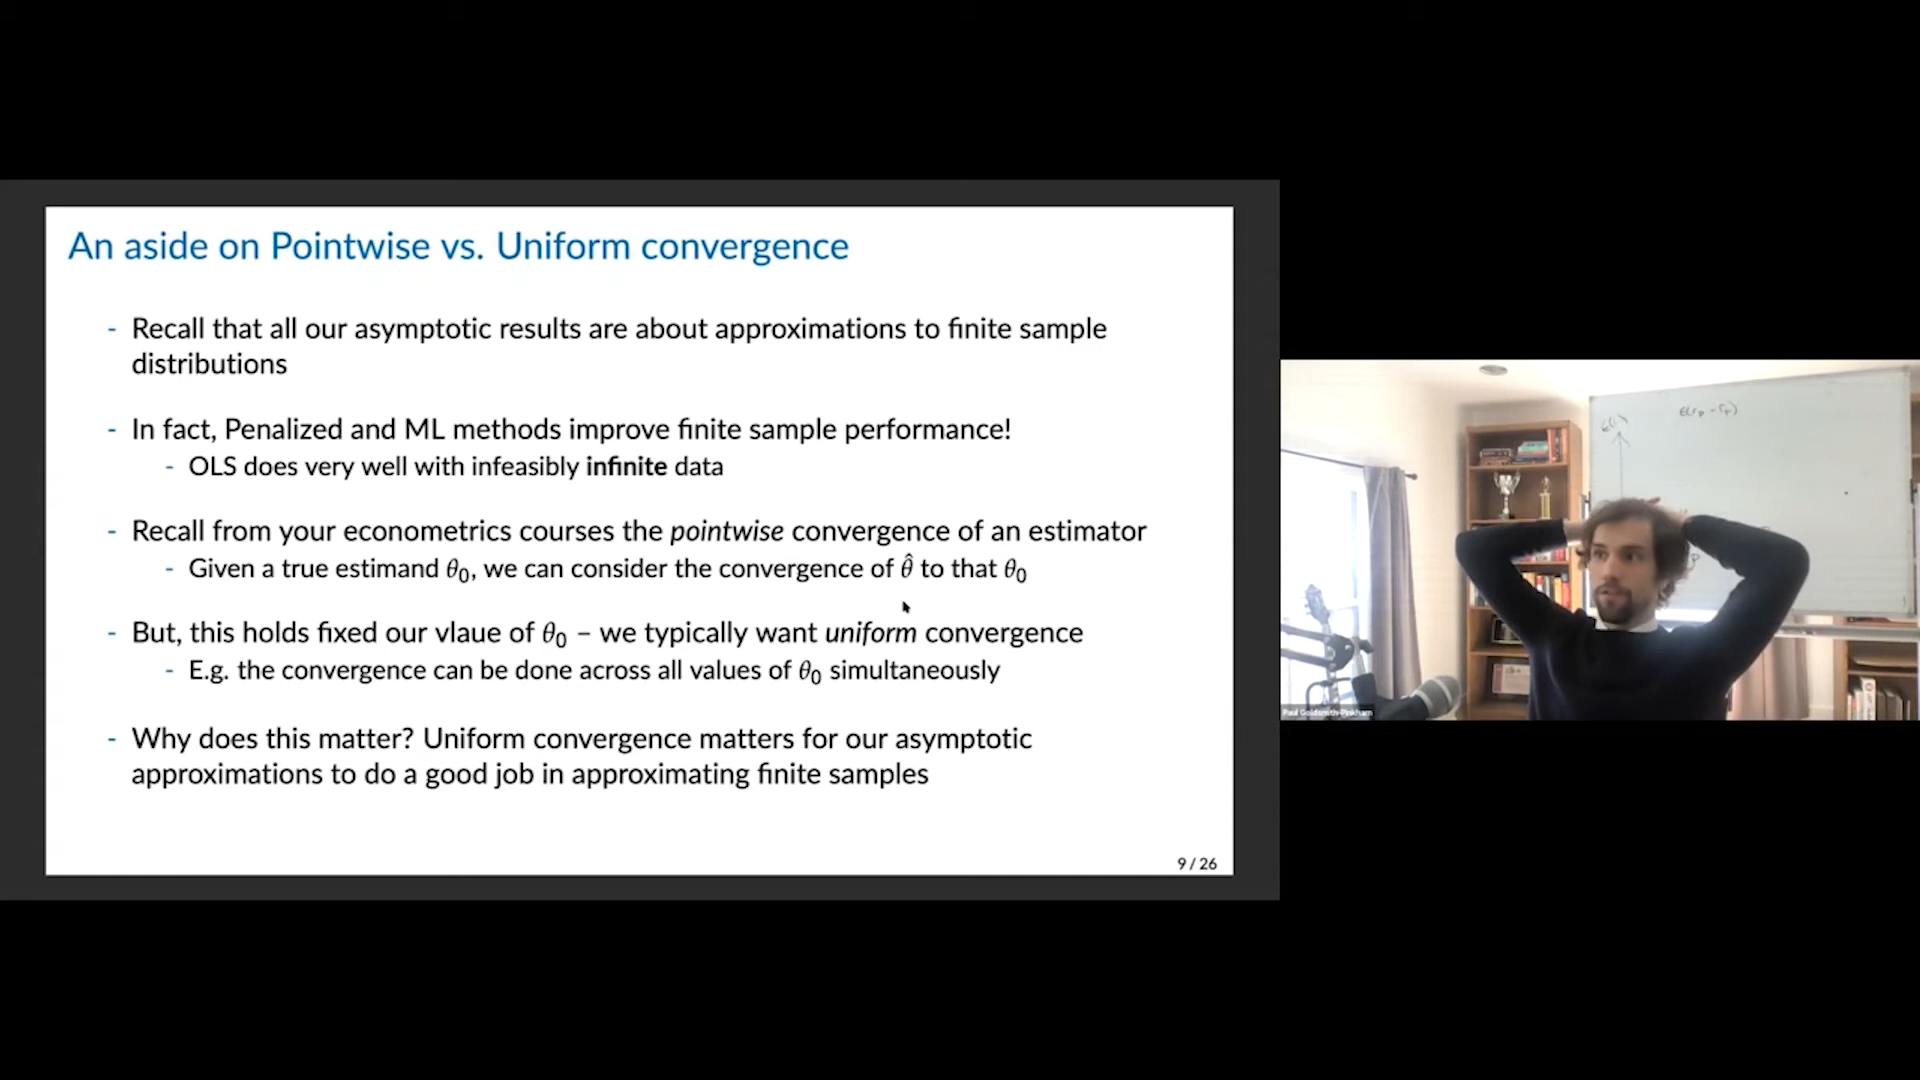 An aside on Pointwise vs. Uniform convergence
- Recall that all our asymptotic results are about approximations to finite sample
distributions
- In fact, Penalized and ML methods improve finite sample performance!
- OLS does very well with infeasibly infinite data
- Recall from your econometrics courses the pointwise convergence of an estimator
- Given a true estimand θ₀, we can consider the convergence of θ̂ to that θ₀
- But, this holds fixed our vlaue of θ₀ – we typically want uniform convergence
- E.g. the convergence can be done across all values of θ₀ simultaneously
- Why does this matter? Uniform convergence matters for our asymptotic
approximations to do a good job in approximating finite samples
9 / 26
Paul Goldsmith-Pinkham